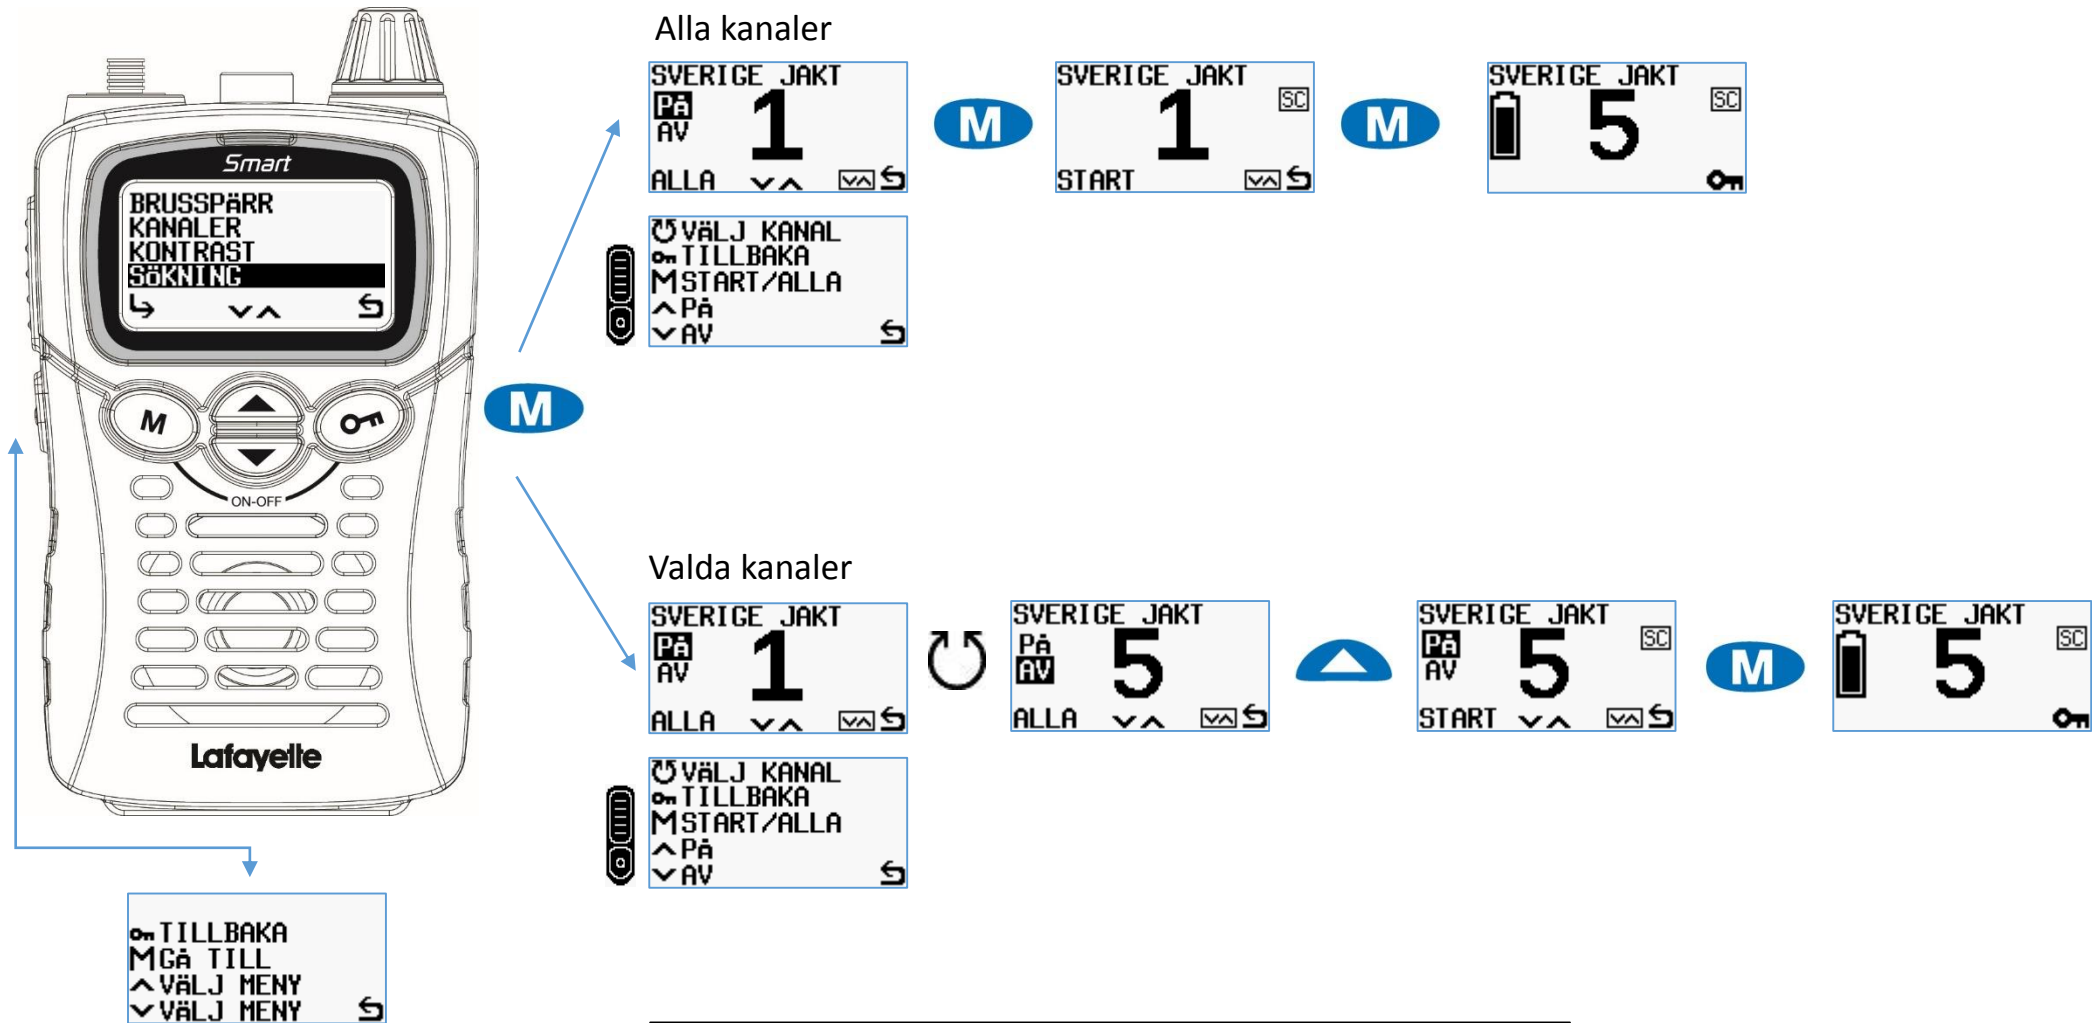 Smart
BRUSSPÄRR
KANALER
KONTRAST
SÖKNING
M
ON-OFF
Lafayette
TILLBAKA
M GÅ TILL
VÄLJ MENY
VÄLJ MENY
M
Alla kanaler
SVERIGE JAKT
På
AV
1
ALLA
M
SVERIGE JAKT
1
SC
START
M
SVERIGE JAKT
5
SC
VÄLJ KANAL
TILLBAKA
M START/ALLA
På
AV
Valda kanaler
SVERIGE JAKT
På
AV
1
ALLA
SVERIGE JAKT
På
AV
5
ALLA
SVERIGE JAKT
På
AV
5
SC
START
M
SVERIGE JAKT
5
SC
VÄLJ KANAL
TILLBAKA
M START/ALLA
På
AV